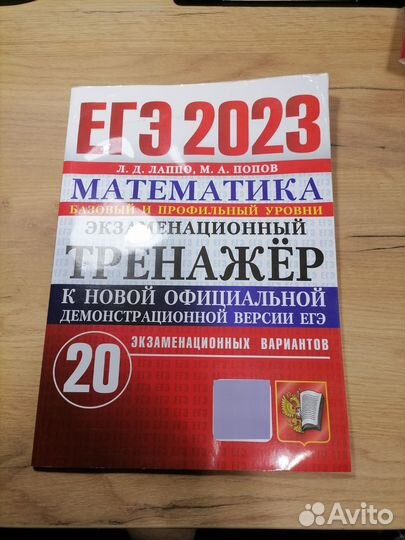 ЕГЭ 2023
Л. Д. ЛАППО, М. А. ПОПОВ
МАТЕМАТИКА
БАЗОВЫЙ И ПРОФИЛЬНЫЙ УРОВНИ
ЭКЗАМЕНАЦИОННЫЙ
ТРЕНАЖЁР
К НОВОЙ ОФИЦИАЛЬНОЙ
ДЕМОНСТРАЦИОННОЙ ВЕРСИИ ЕГЭ
20
ЭКЗАМЕНАЦИОННЫХ ВАРИАНТОВ
Avito